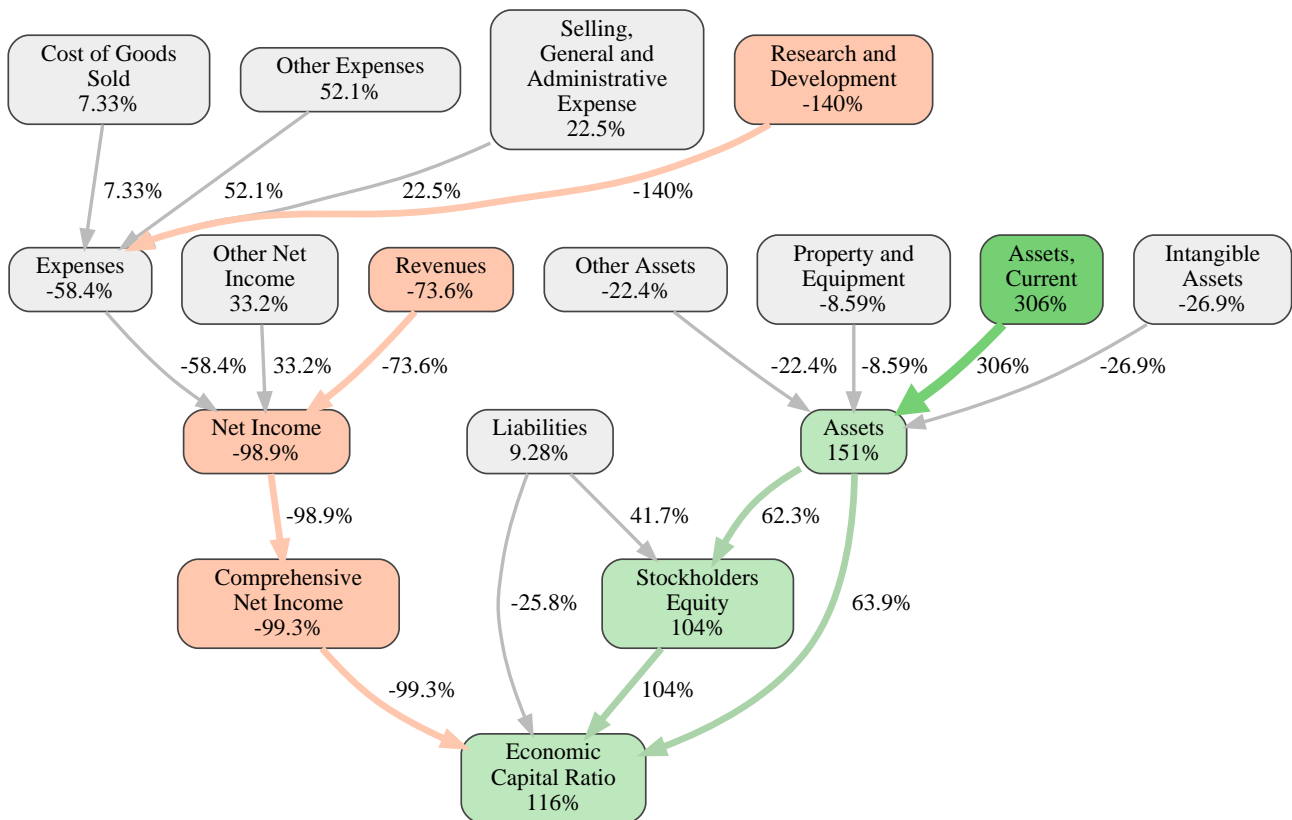 Cost of Goods
Sold
7.33%
Other Expenses
52.1%
Selling,
General and
Administrative
Expense
22.5%
Research and
Development
-140%
7.33%
52.1%
22.5%
-140%
Expenses
-58.4%
Other Net
Income
33.2%
Revenues
-73.6%
Other Assets
-22.4%
Property and
Equipment
-8.59%
Assets,
Current
306%
Intangible
Assets
-26.9%
-58.4%
33.2%
-73.6%
-22.4%
-8.59%
306%
-26.9%
Net Income
-98.9%
Liabilities
9.28%
Assets
151%
-98.9%
41.7%
62.3%
Comprehensive
Net Income
-99.3%
-25.8%
Stockholders
Equity
104%
63.9%
-99.3%
104%
Economic
Capital Ratio
116%